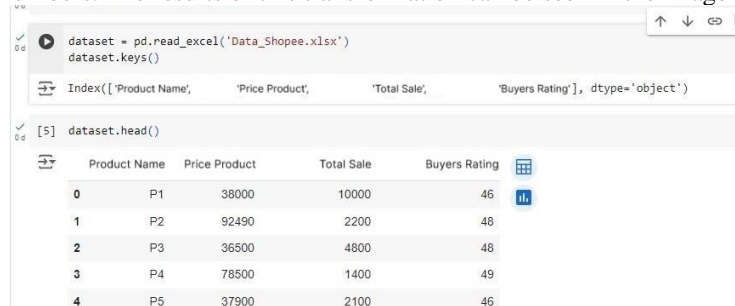 dataset = pd.read_excel('Data_Shopee.xlsx')
dataset.keys()
Index(['Product Name', 'Price Product', 'Total Sale', 'Buyers Rating'], dtype='object')
[5] dataset.head()
Product Name Price Product Total Sale Buyers Rating
0 P1 38000 10000 46
1 P2 92490 2200 48
2 P3 36500 4800 48
3 P4 78500 1400 49
4 P5 37900 2100 46